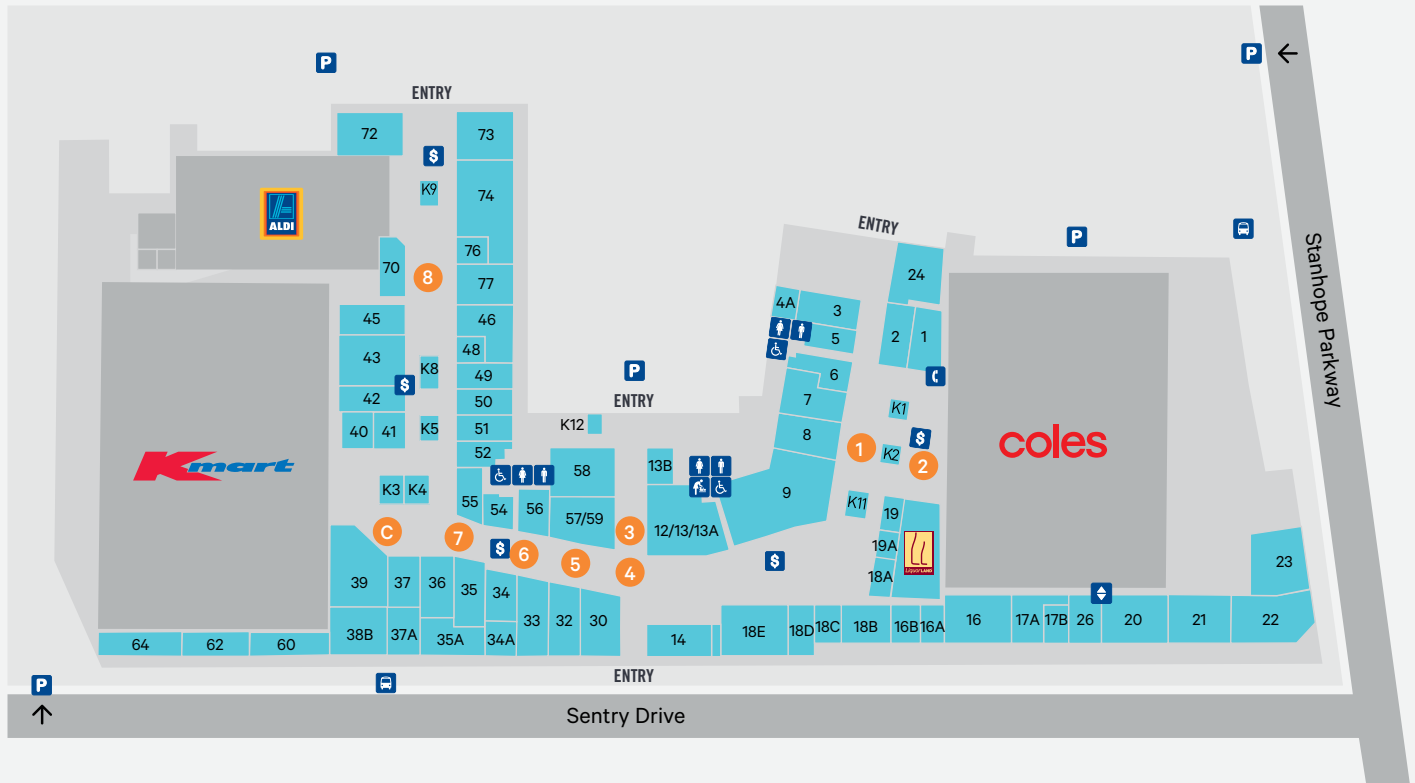 P
P
←
ENTRY
72
73
$
K9
74
ALDI
ENTRY
P
Stanhope Parkway
76
70
8
77
24
4A
3
5
2
1
45
46
43
48
K8
49
$
42
50
P
ENTRY
6
7
K1
K12
40
41
K5
51
52
8
1
$
K2
2
coles
Kmart
58
13B
K3
K4
55
54
56
57/59
12/13/13A
9
K11
19
19A
18A
LiquorLAND
C
7
$
6
3
5
4
$
23
39
37
36
35
34
33
32
30
38B
37A
35A
34A
14
18E
18D
18C
18B
16B
16A
16
17A
17B
26
20
21
22
64
62
60
ENTRY
P
Sentry Drive